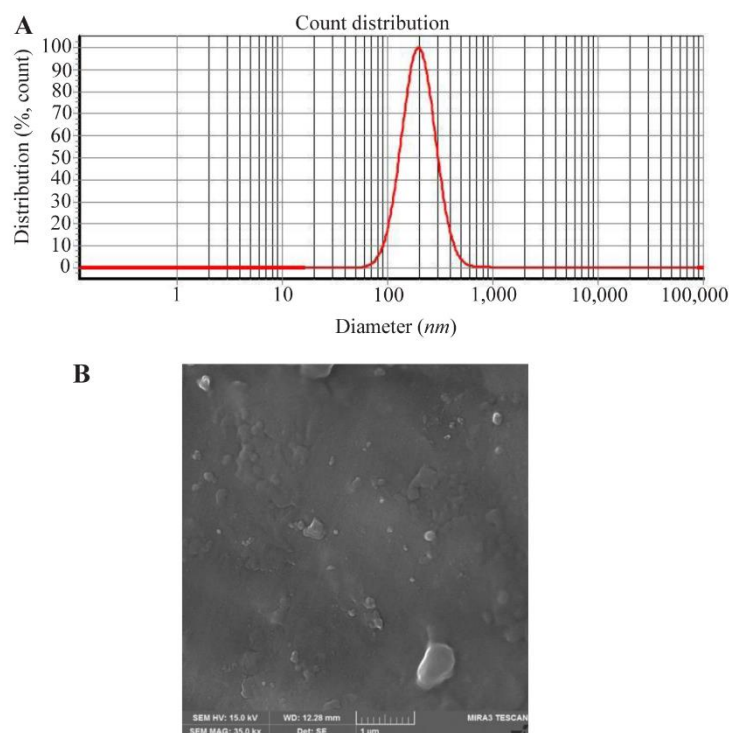 A
Count distribution
Distribution (%, count)
100
90
80
70
60
50
40
30
20
10
0
1 10 100 1,000 10,000 100,000
Diameter (nm)
B
SEM HV: 15.0 kV WD: 12.28 mm MIRA3 TESCAN
SEM MAG: 35.0 kx Det: SE 1 µm